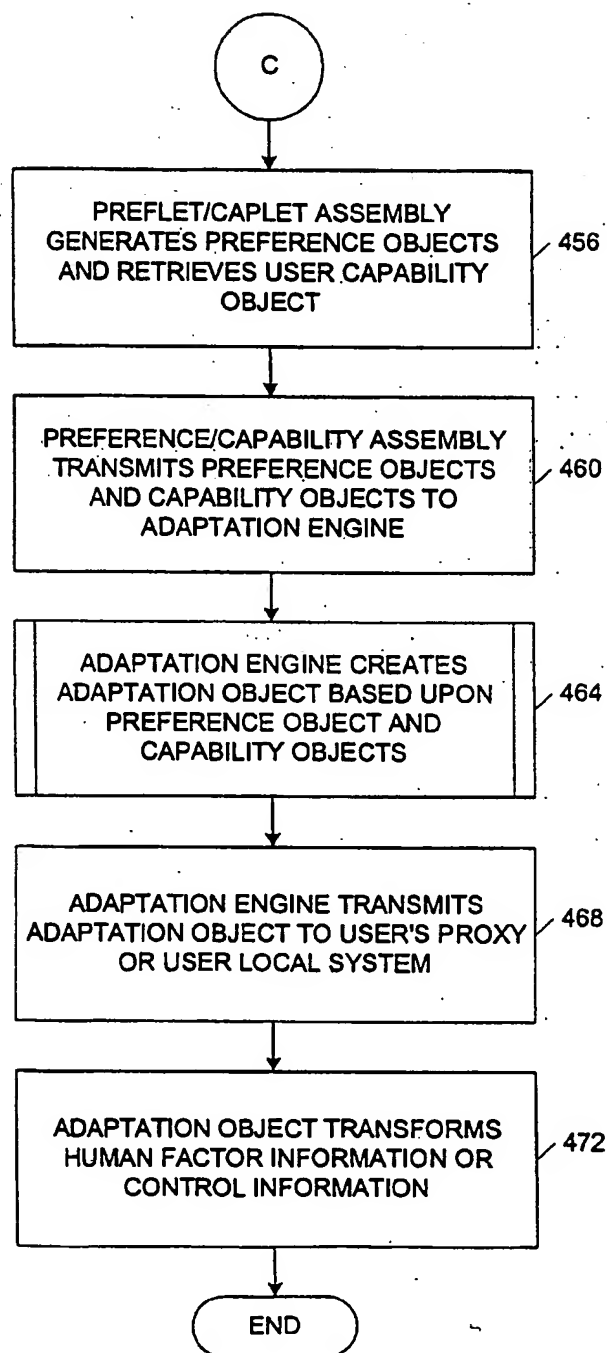 C
PREFLET/CAPLET ASSEMBLY
GENERATES PREFERENCE OBJECTS
AND RETRIEVES USER CAPABILITY
OBJECT
456
PREFERENCE/CAPABILITY ASSEMBLY
TRANSMITS PREFERENCE OBJECTS
AND CAPABILITY OBJECTS TO
ADAPTATION ENGINE
460
ADAPTATION ENGINE CREATES
ADAPTATION OBJECT BASED UPON
PREFERENCE OBJECT AND
CAPABILITY OBJECTS
464
ADAPTATION ENGINE TRANSMITS
ADAPTATION OBJECT TO USER'S PROXY
OR USER LOCAL SYSTEM
468
ADAPTATION OBJECT TRANSFORMS
HUMAN FACTOR INFORMATION OR
CONTROL INFORMATION
472
END